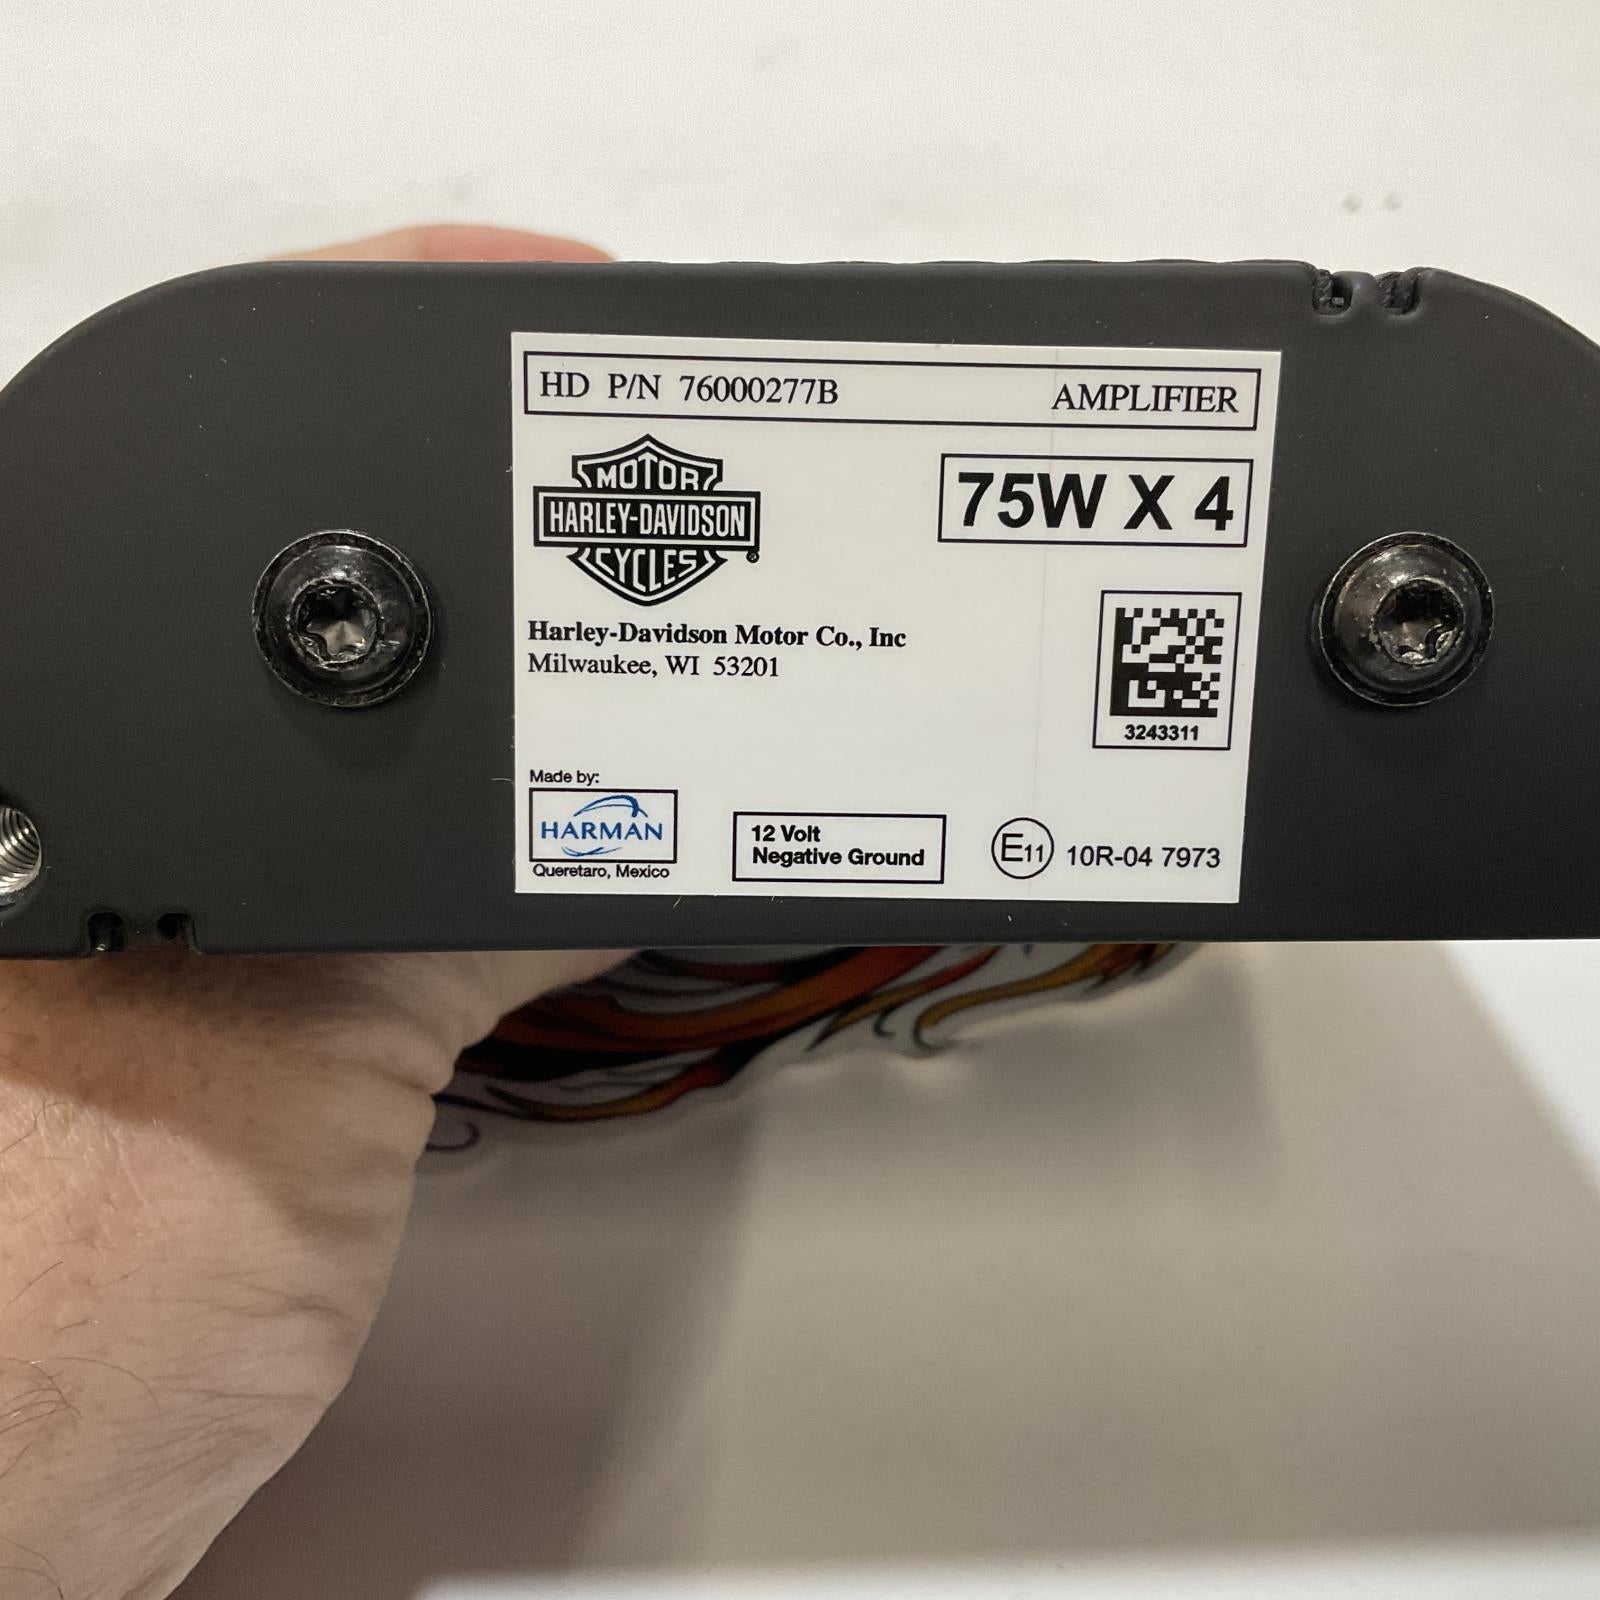 HD P/N 76000277B AMPLIFIER
MOTOR
HARLEY-DAVIDSON
CYCLES
®
75W X 4
Harley-Davidson Motor Co., Inc
Milwaukee, WI 53201
3243311
Made by:
HARMAN
Queretaro, Mexico
12 Volt
Negative Ground
E11 10R-04 7973